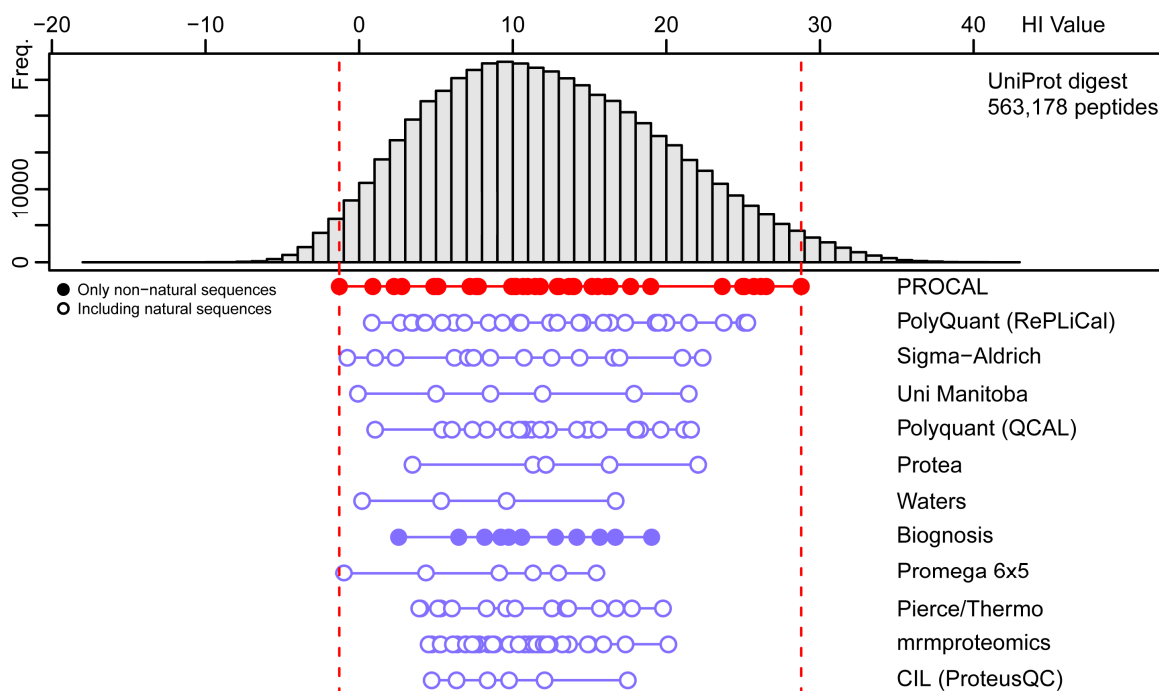 −20 −10 0 10 20 30 40 HI Value
Freq.
10000
0
UniProt digest
563,178 peptides
Only non−natural sequences
Including natural sequences
PROCAL
PolyQuant (RePLiCal)
Sigma−Aldrich
Uni Manitoba
Polyquant (QCAL)
Protea
Waters
Biognosis
Promega 6x5
Pierce/Thermo
mrmproteomics
CIL (ProteusQC)